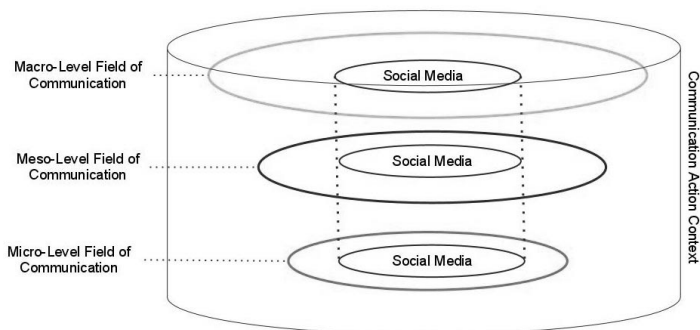 Macro-Level Field of
Communication
Social Media
Meso-Level Field of
Communication
Social Media
Micro-Level Field of
Communication
Social Media
Communication Action Context